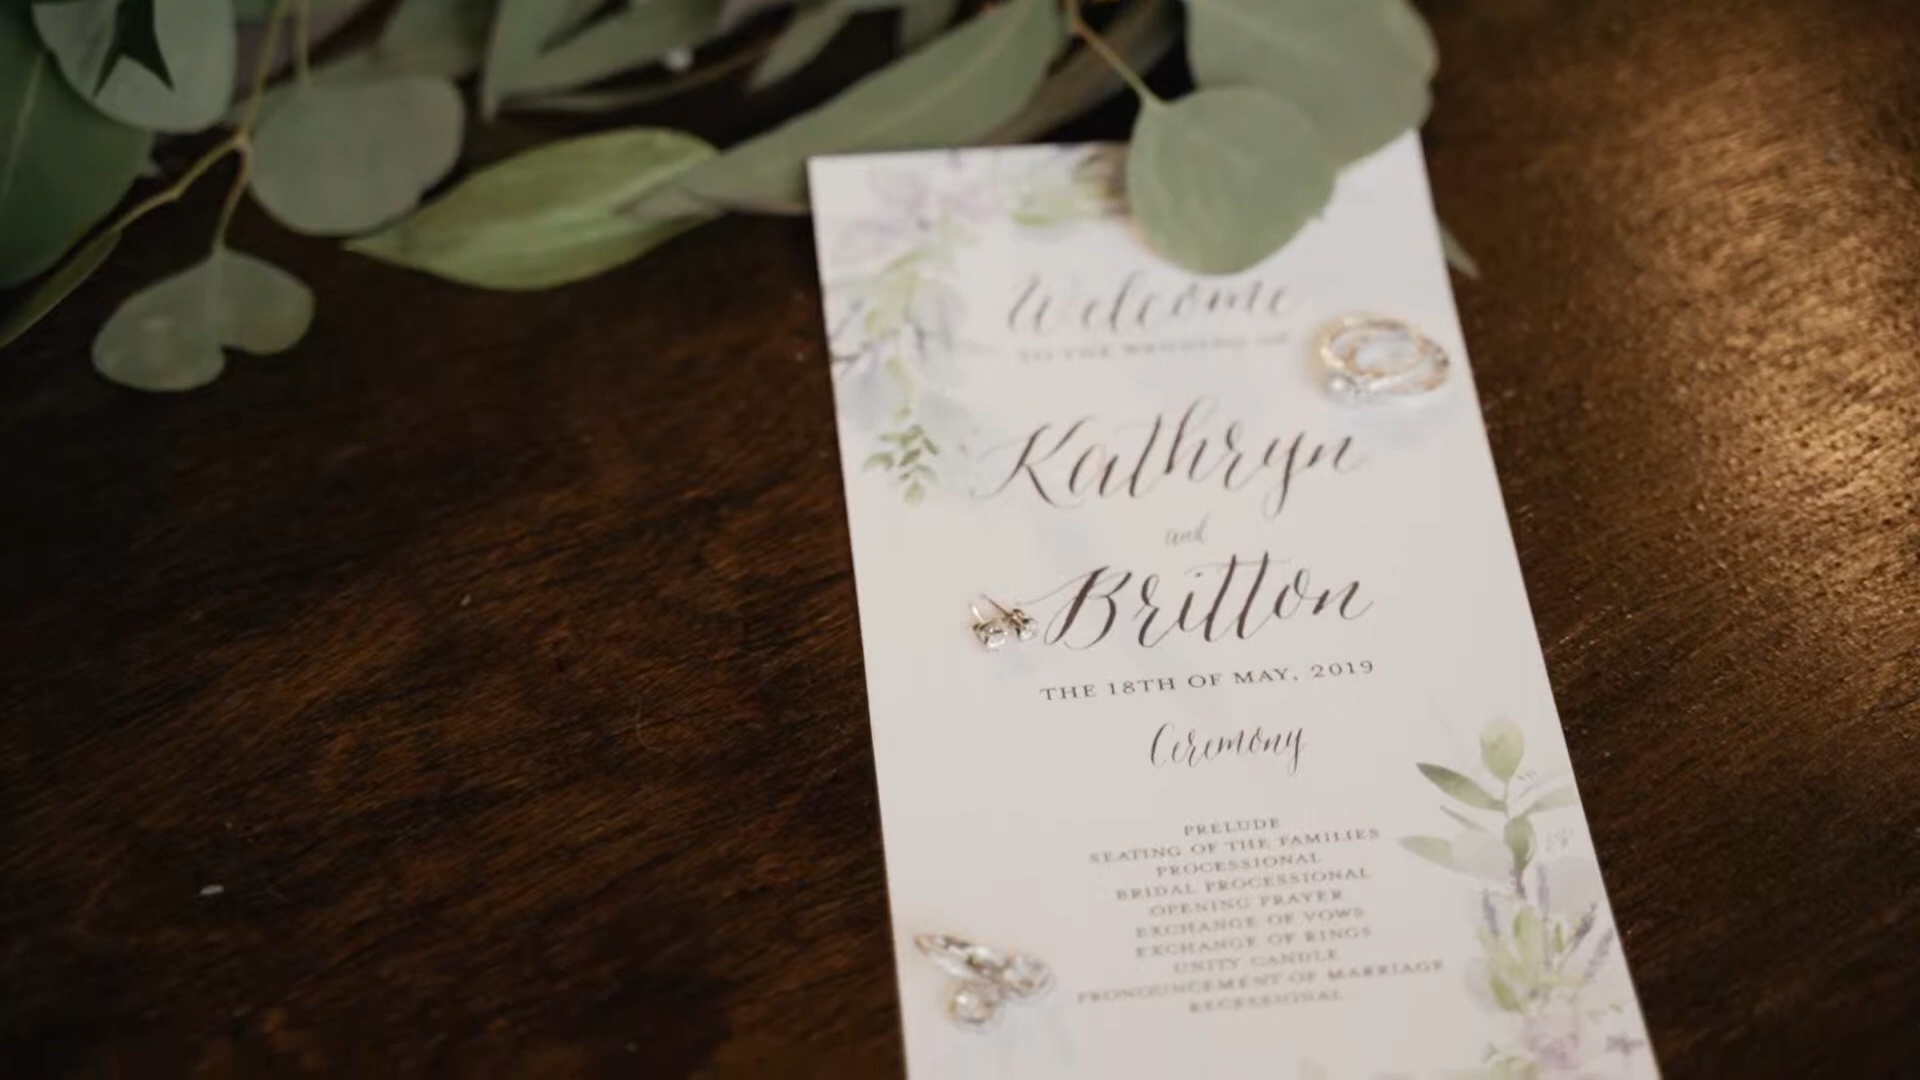 Welcome
TO THE WEDDING OF
Kathryn
and
Britton
THE 18TH OF MAY, 2019
Ceremony
PRELUDE
SEATING OF THE FAMILIES
PROCESSIONAL
BRIDAL PROCESSIONAL
OPENING PRAYER
EXCHANGE OF VOWS
EXCHANGE OF RINGS
UNITY CANDLE
PRONOUNCEMENT OF MARRIAGE
RECESSIONAL